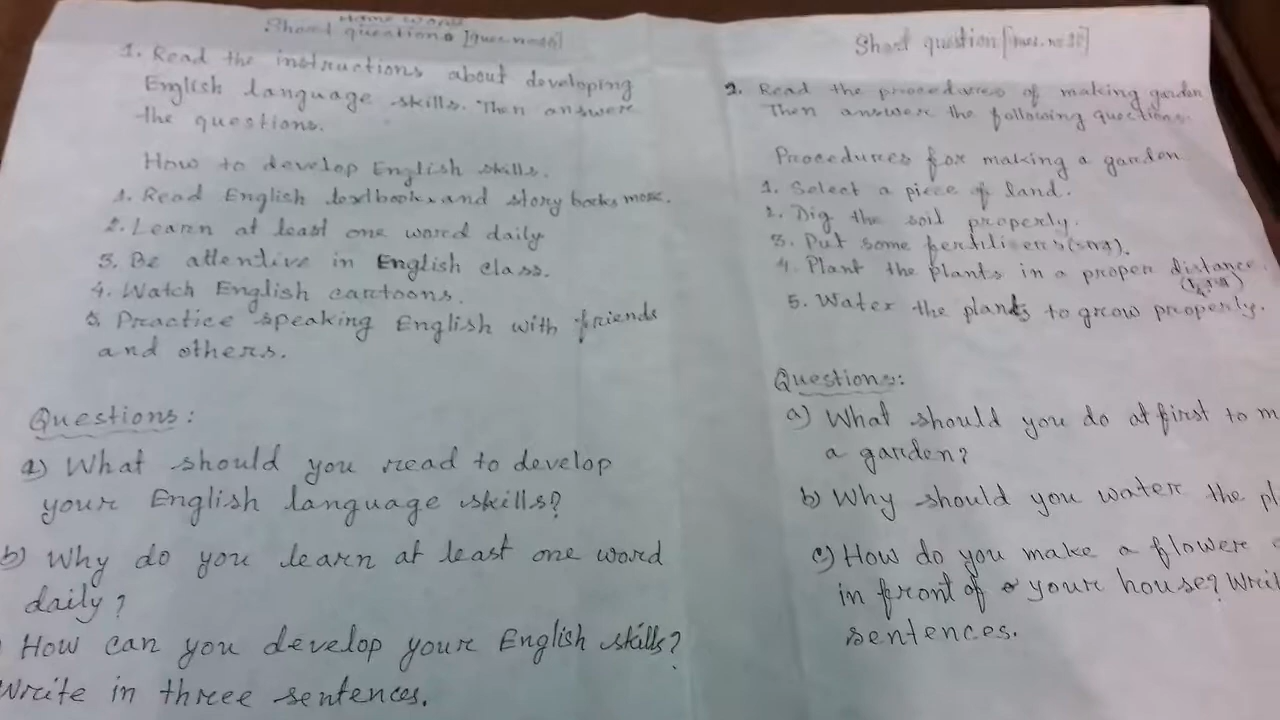 Home Work
Short questions [ques. no 10]
1. Read the instructions about developing
English language skills. Then answer
the questions.
How to develop English skills.
1. Read English textbooks and story books more.
2. Learn at least one word daily
3. Be attentive in English class.
4. Watch English cartoons.
5. Practice speaking English with friends
and others.
Questions:
a) What should you read to develop
your English language skills?
b) Why do you learn at least one word
daily?
How can you develop your English skills?
Write in three sentences.
Short question
2. Read the procedures of making garden
Then answer the following questions.
Procedures for making a garden
1. Select a piece of land.
2. Dig the soil properly.
3. Put some fertilizers
4. Plant the plants in a proper distance.
5. Water the plants to grow properly.
Questions:
a) What should you do at first to m
a garden?
b) Why should you water the pl
c) How do you make a flower
in front of your house? Writ
sentences.